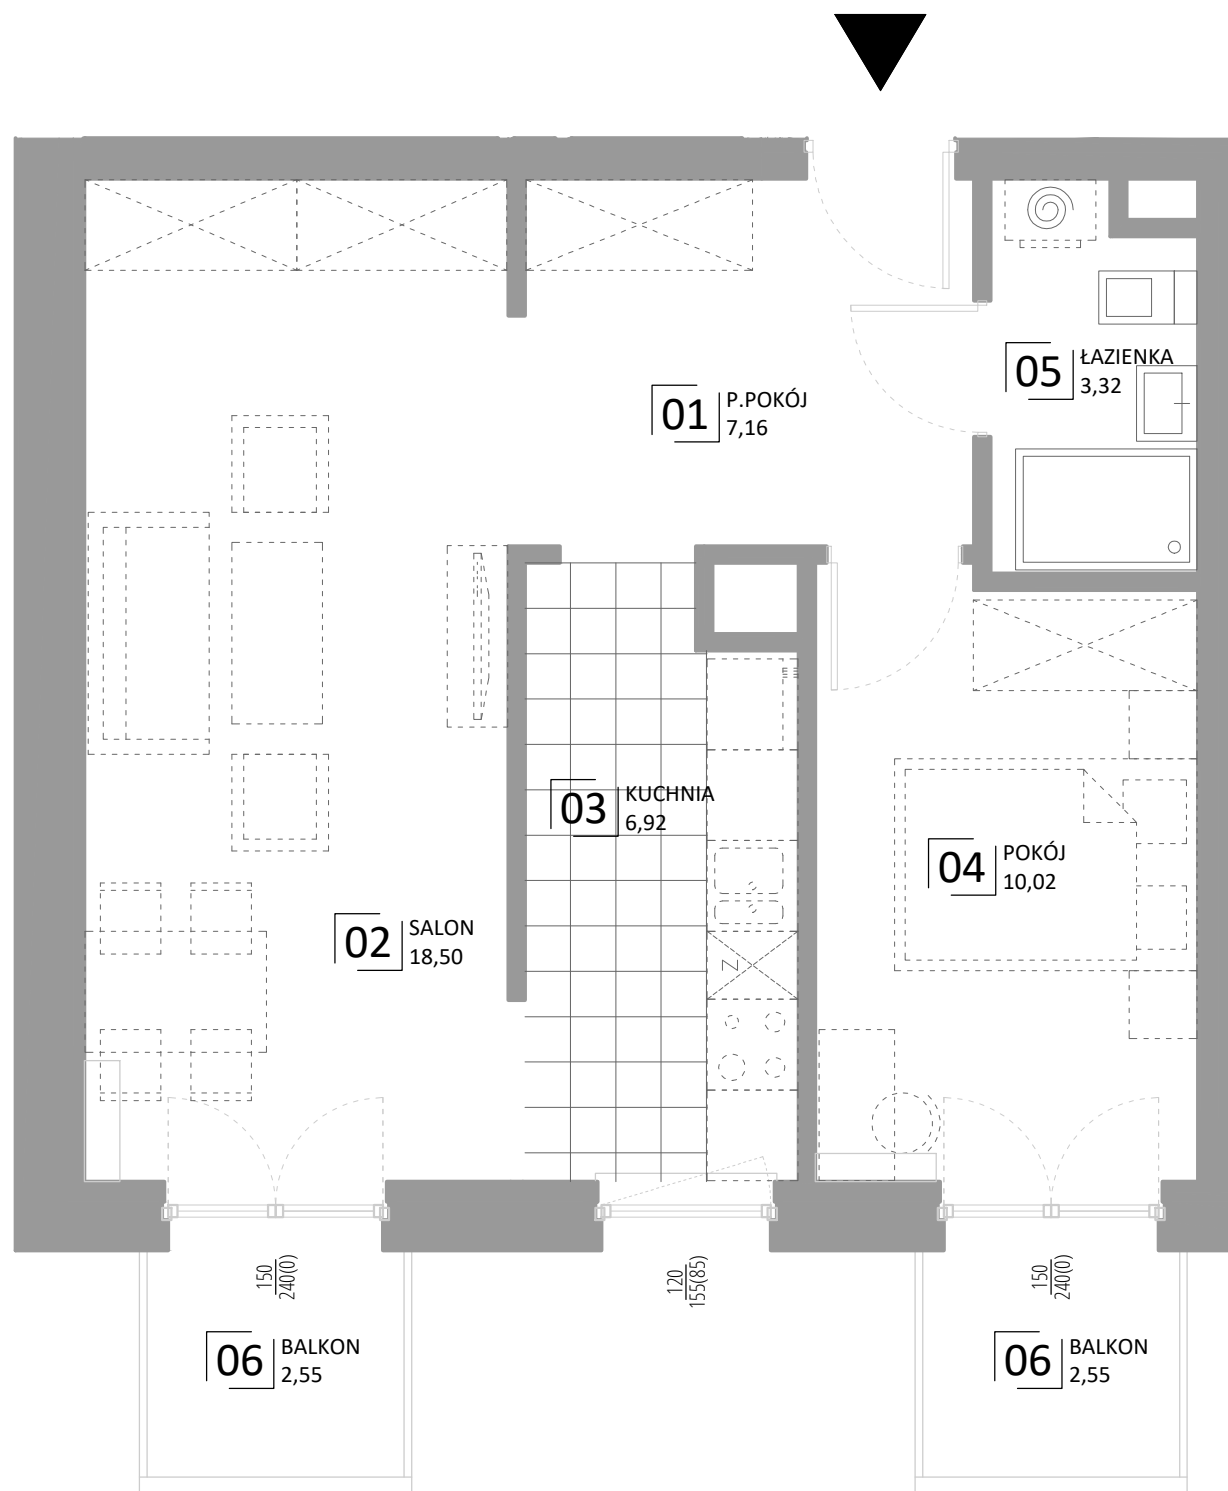 05
ŁAZIENKA
3,32
01
P.POKÓJ
7,16
03
KUCHNIA
6,92
04
POKÓJ
10,02
02
SALON
18,50
Z
150
240(0)
120
155(85)
150
240(0)
06
BALKON
2,55
06
BALKON
2,55